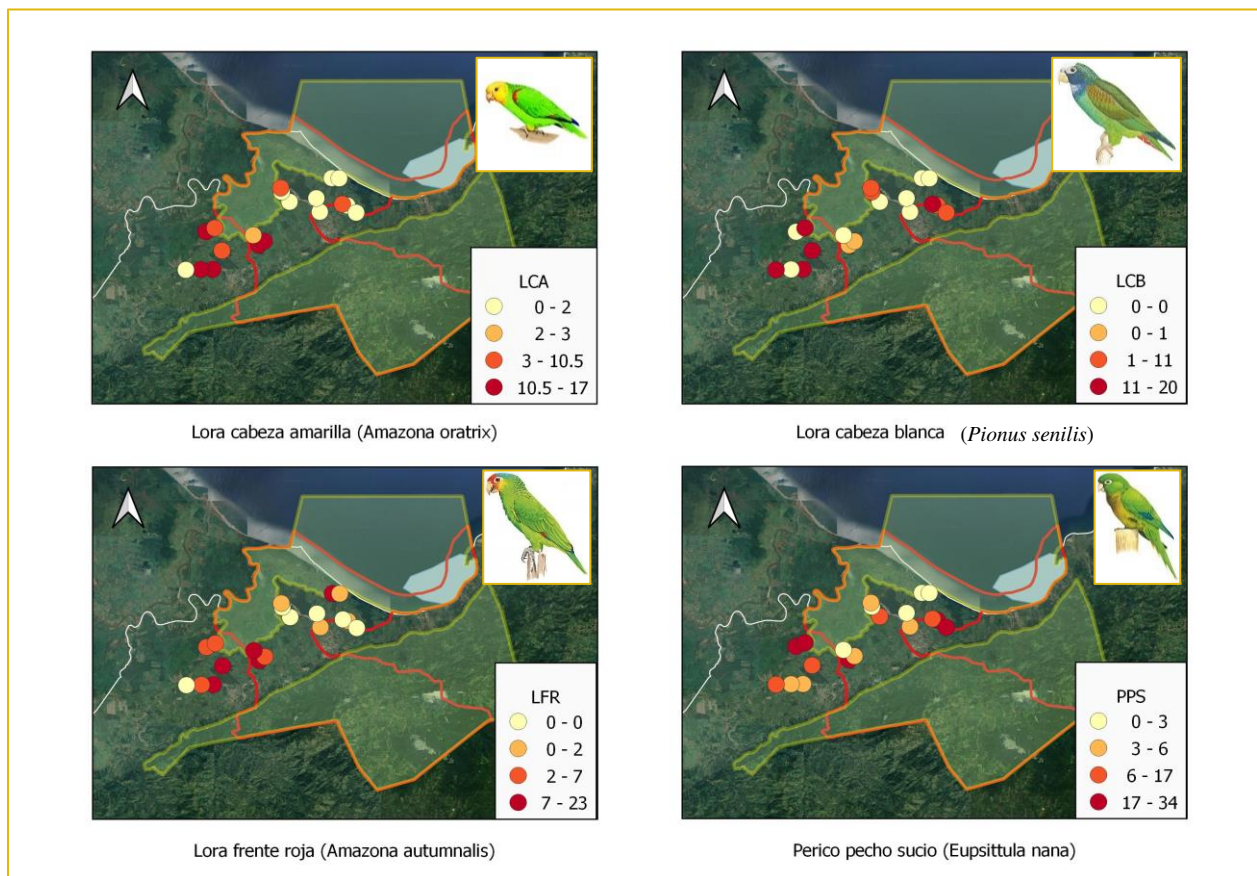 LCA
0 - 2
2 - 3
3 - 10.5
10.5 - 17
Lora cabeza amarilla (Amazona oratrix)
LCB
0 - 0
0 - 1
1 - 11
11 - 20
Lora cabeza blanca (Pionus senilis)
LFR
0 - 0
0 - 2
2 - 7
7 - 23
Lora frente roja (Amazona autumnalis)
PPS
0 - 3
3 - 6
6 - 17
17 - 34
Perico pecho sucio (Eupsittula nana)